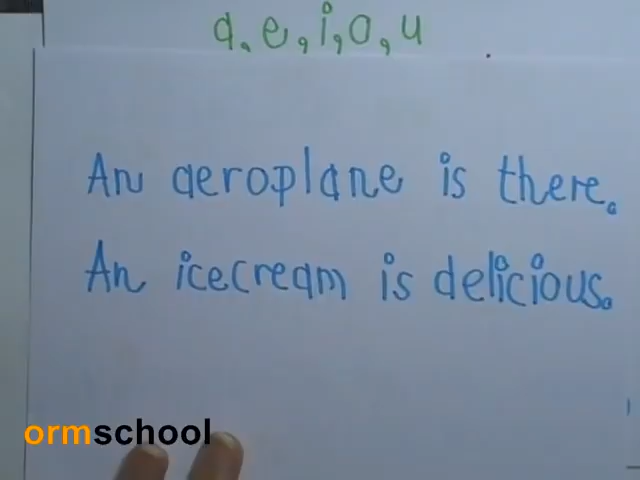 a, e, i, o, u
An aeroplane is there.
An icecream is delicious.
ormschool